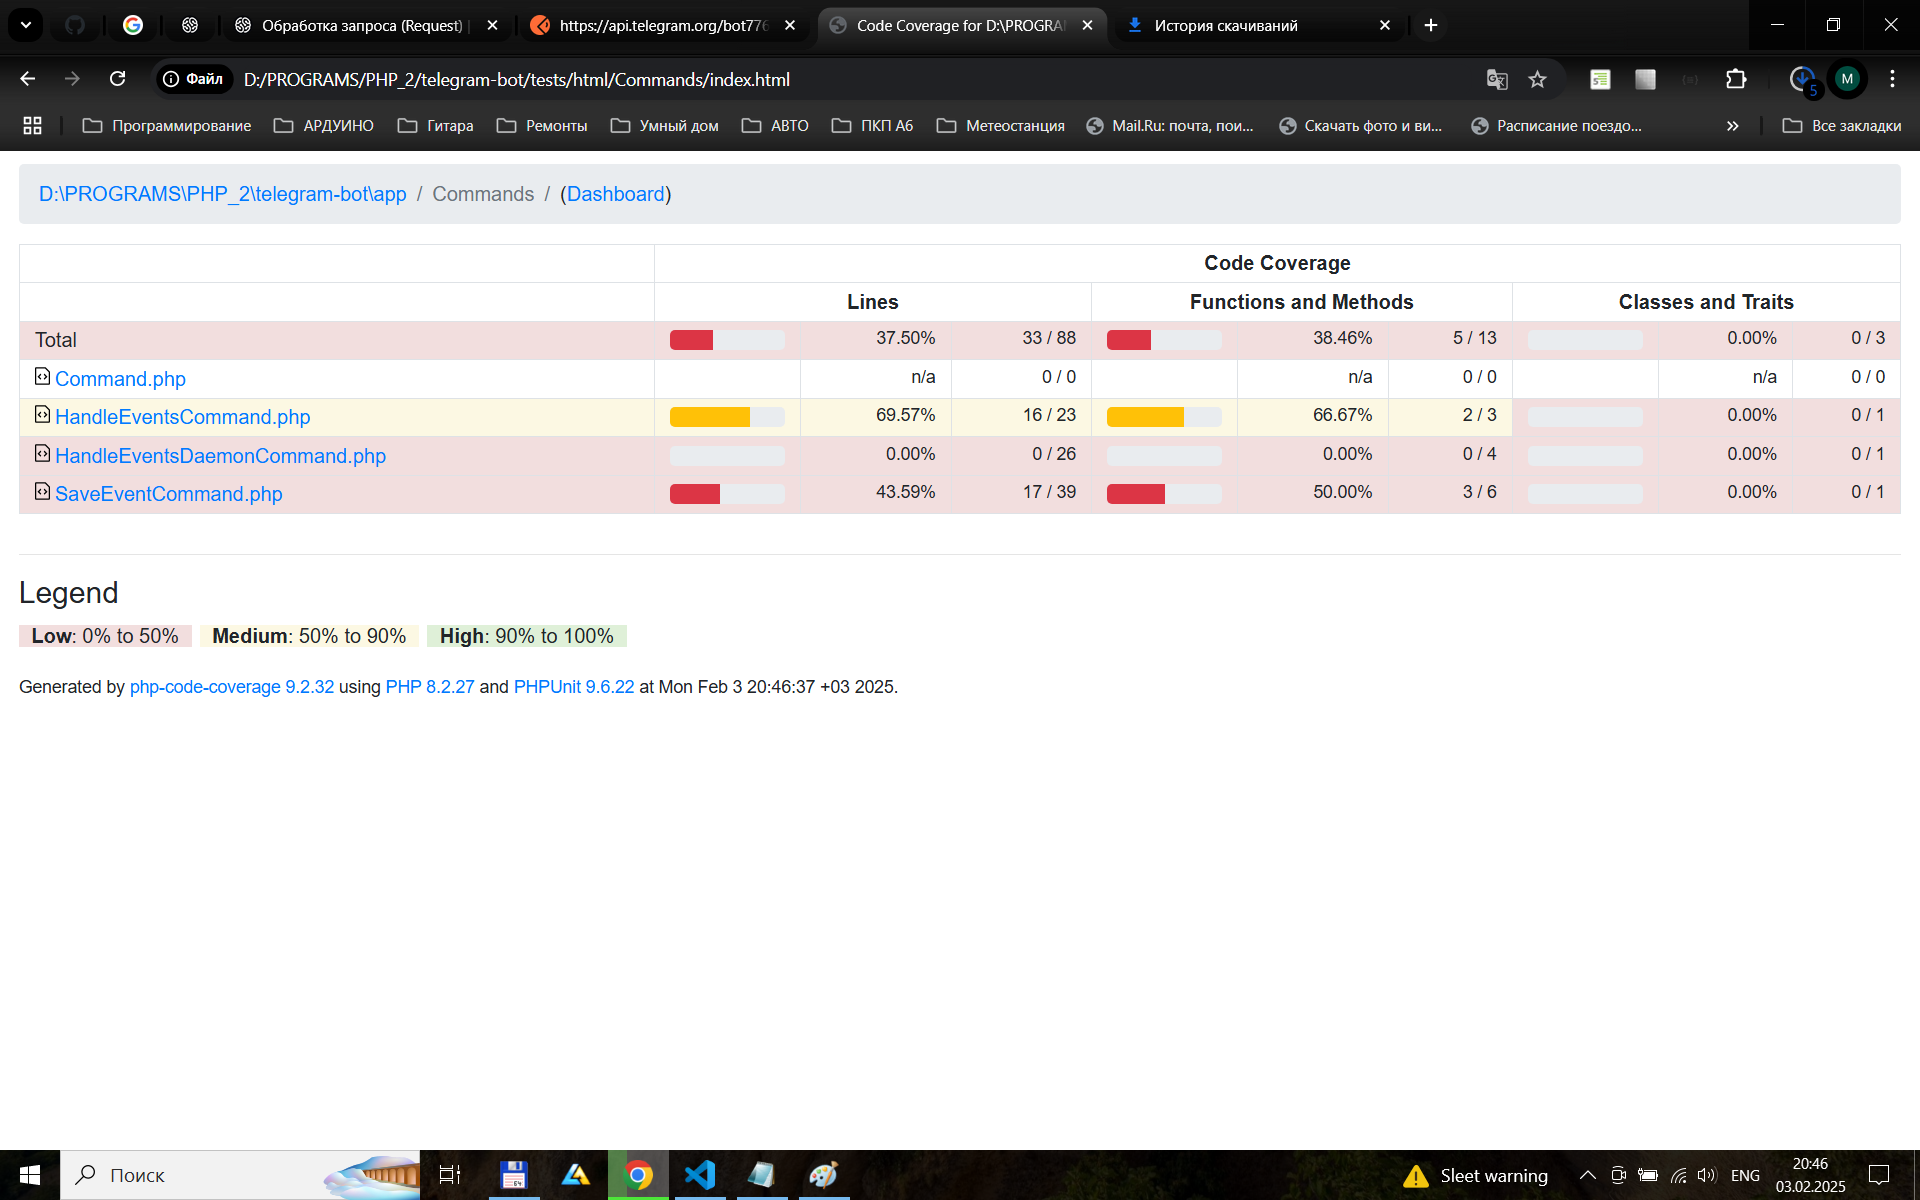 Обработка запроса (Request) |
https://api.telegram.org/bot776
Code Coverage for D:\PROGRA
История скачиваний
Файл
D:/PROGRAMS/PHP_2/telegram-bot/tests/html/Commands/index.html
5
M
Программирование
АРДУИНО
Гитара
Ремонты
Умный дом
АВТО
ПКП А6
Метеостанция
Mail.Ru: почта, пои...
Скачать фото и ви...
Расписание поездо...
»
Все закладки
D:\PROGRAMS\PHP_2\telegram-bot\app / Commands / (Dashboard)
Code Coverage
Lines Functions and Methods Classes and Traits
Total 37.50% 33 / 88 38.46% 5 / 13 0.00% 0 / 3
Command.php n/a 0 / 0 n/a 0 / 0 n/a 0 / 0
HandleEventsCommand.php 69.57% 16 / 23 66.67% 2 / 3 0.00% 0 / 1
HandleEventsDaemonCommand.php 0.00% 0 / 26 0.00% 0 / 4 0.00% 0 / 1
SaveEventCommand.php 43.59% 17 / 39 50.00% 3 / 6 0.00% 0 / 1
Legend
Low: 0% to 50% Medium: 50% to 90% High: 90% to 100%
Generated by php-code-coverage 9.2.32 using PHP 8.2.27 and PHPUnit 9.6.22 at Mon Feb 3 20:46:37 +03 2025.
Поиск
64
Sleet warning
ENG
20:46
03.02.2025